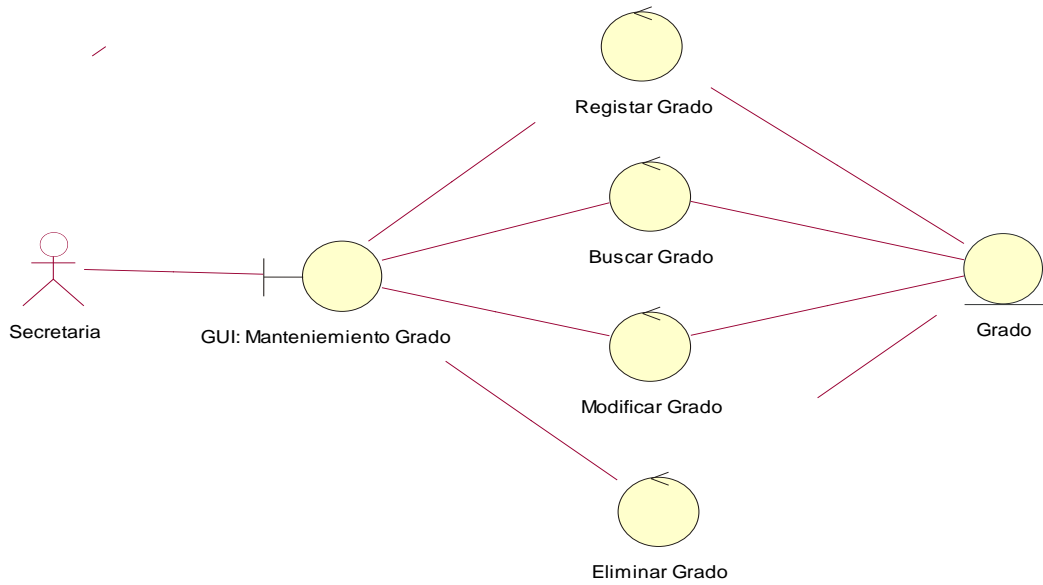 Registar Grado
Buscar Grado
Secretaria
GUI: Manteniemiento Grado
Grado
Modificar Grado
Eliminar Grado